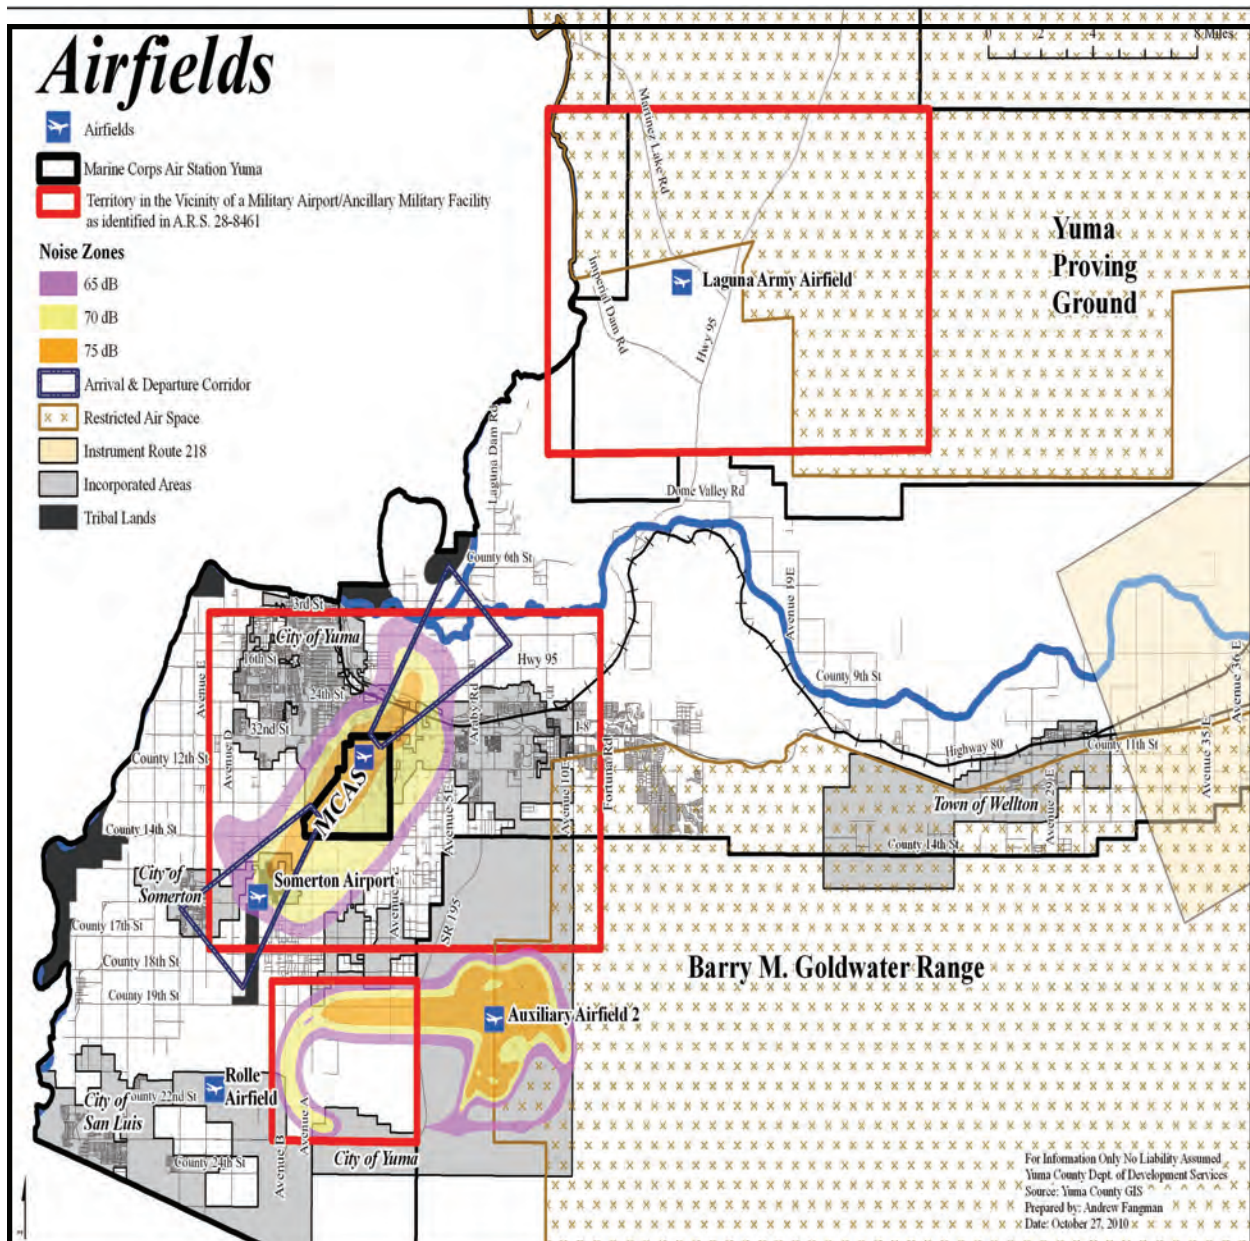 Airfields
Airfields
Marine Corps Air Station Yuma
Territory in the Vicinity of a Military Airport/Ancillary Military Facility
as identified in A.R.S. 28-8461
Noise Zones
65 dB
70 dB
75 dB
Arrival & Departure Corridor
Restricted Air Space
Instrument Route 218
Incorporated Areas
Tribal Lands
0 2 4 8 Miles
Martinez Lake Rd
Yuma
Proving
Ground
Imperial Dam Rd
Laguna Army Airfield
Hwy 95
Laguna Dam Rd
Dome Valley Rd
County 6th St
Avenue 19E
3rd St
City of Yuma
16th St
24th St
32nd St
Hwy 95
Avenue E
Avenue D
Araby Rd
I-8
County 9th St
Avenue 36 E
Highway 80
County 11th St
Avenue 35E
County 12th St
MCAS
Avenue 5E
Avenue 10E
Fortuna Rd
Town of Wellton
Avenue 29E
County 14th St
County 14th St
City of
Somerton
Somerton Airport
SR 195
County 17th St
County 18th St
County 19th St
Barry M. Goldwater Range
Auxiliary Airfield 2
Rolle
Airfield
City of
San Luis
ounty 22nd St
Avenue A
Avenue B
County 24th St
City of Yuma
For Information Only No Liability Assumed
Yuma County Dept. of Development Services
Source: Yuma County GIS
Prepared by: Andrew Fangman
Date: October 27, 2010